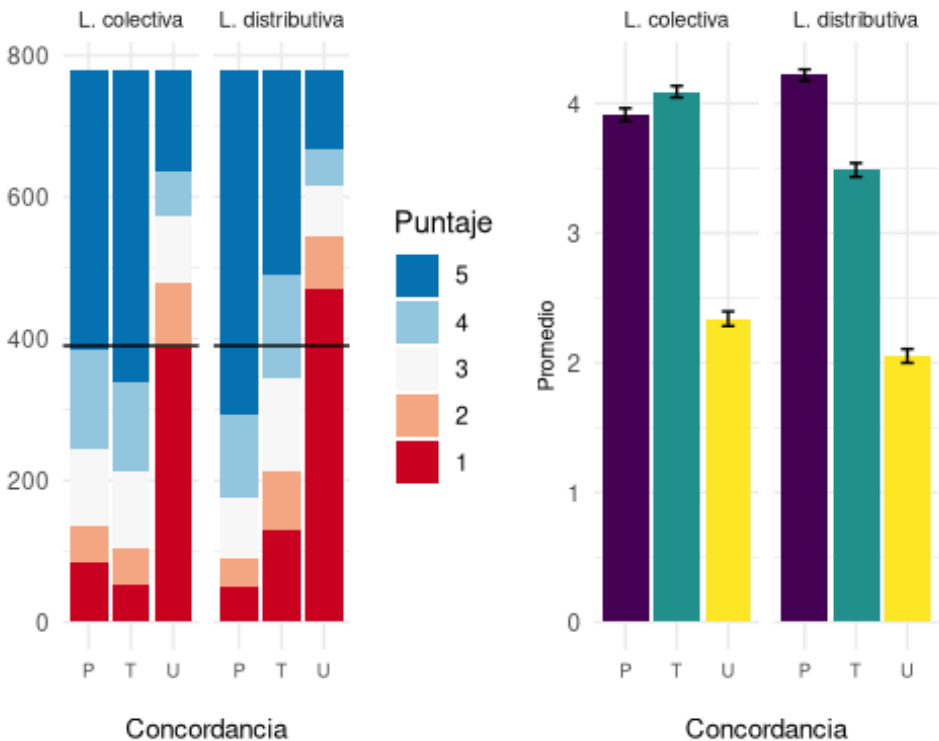 L. colectiva L. distributiva
800
600
400
200
0
P T U P T U
Concordancia
Puntaje
5
4
3
2
1
L. colectiva L. distributiva
Promedio
4
3
2
1
0
P T U P T U
Concordancia